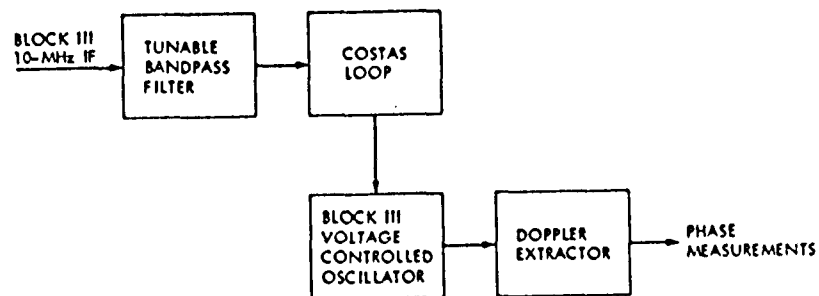 BLOCK III
10-MHz IF
TUNABLE
BANDPASS
FILTER
COSTAS
LOOP
BLOCK III
VOLTAGE
CONTROLLED
OSCILLATOR
DOPPLER
EXTRACTOR
PHASE
MEASUREMENTS